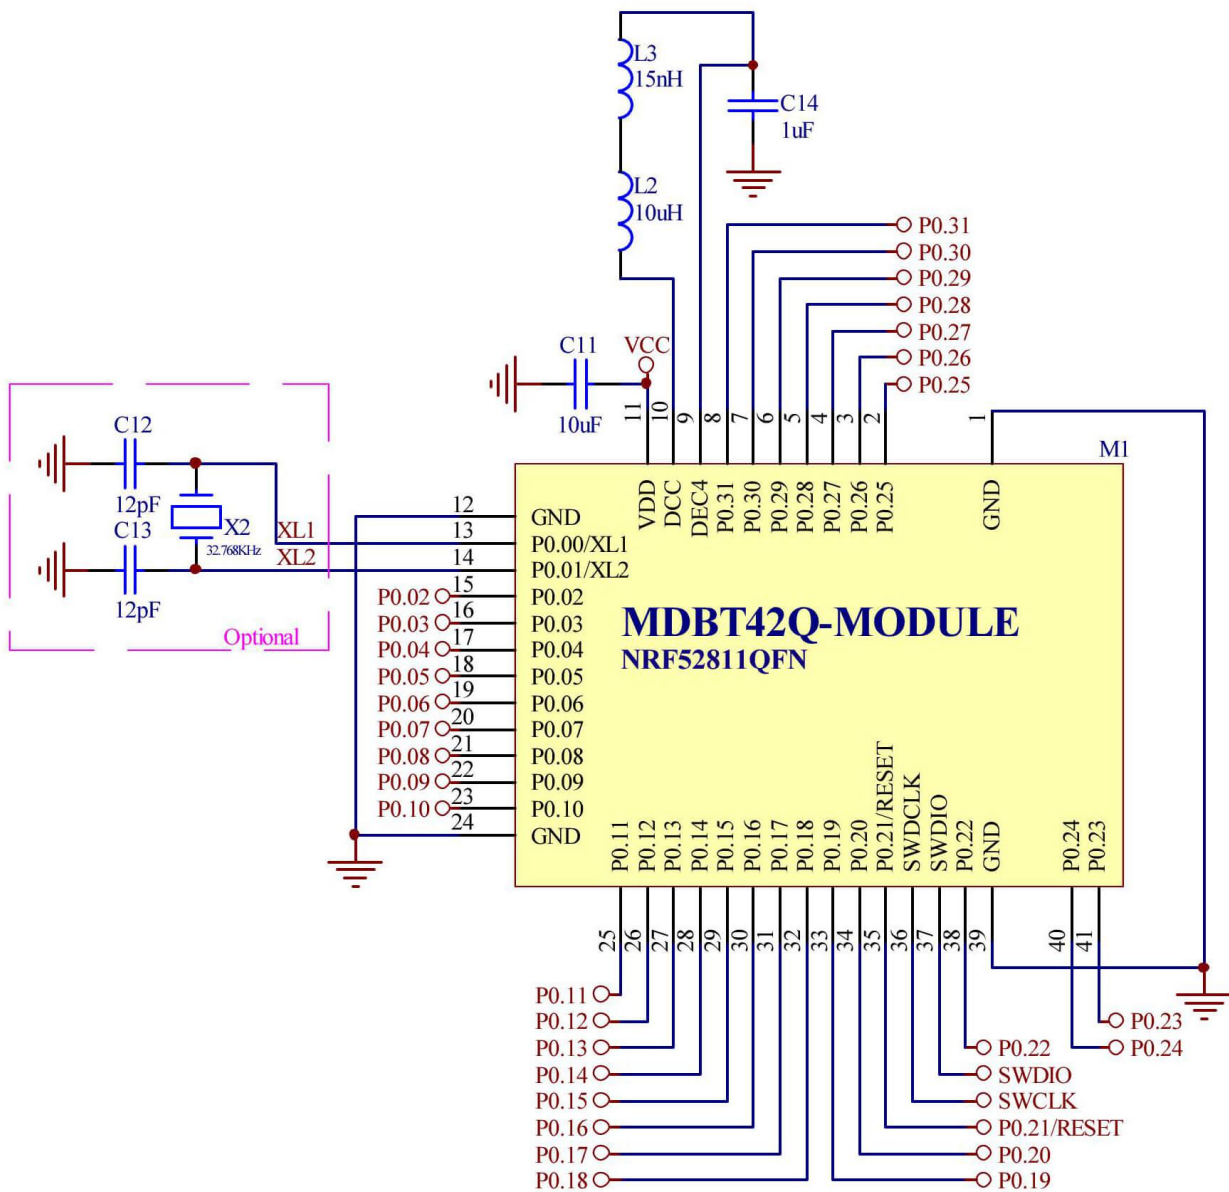 L3
15nH
C14
1uF
L2
10uH
P0.31
P0.30
P0.29
P0.28
P0.27
P0.26
P0.25
C11
10uF
VCC
11
10
9
8
7
6
5
4
3
2
1
M1
VDD
DCC
DEC4
P0.31
P0.30
P0.29
P0.28
P0.27
P0.26
P0.25
GND
C12
12pF
X2
32.768KHz
C13
12pF
XL1
XL2
Optional
12 GND
13 P0.00/XL1
14 P0.01/XL2
P0.02 15 P0.02
P0.03 16 P0.03
P0.04 17 P0.04
P0.05 18 P0.05
P0.06 19 P0.06
P0.07 20 P0.07
P0.08 21 P0.08
P0.09 22 P0.09
P0.10 23 P0.10
24 GND
MDBT42Q-MODULE
NRF52811QFN
P0.11
P0.12
P0.13
P0.14
P0.15
P0.16
P0.17
P0.18
P0.19
P0.20
P0.21/RESET
SWDCLK
SWDIO
P0.22
GND
P0.24
P0.23
25
26
27
28
29
30
31
32
33
34
35
36
37
38
39
40
41
P0.11
P0.12
P0.13
P0.14
P0.15
P0.16
P0.17
P0.18
P0.23
P0.24
P0.22
SWDIO
SWCLK
P0.21/RESET
P0.20
P0.19